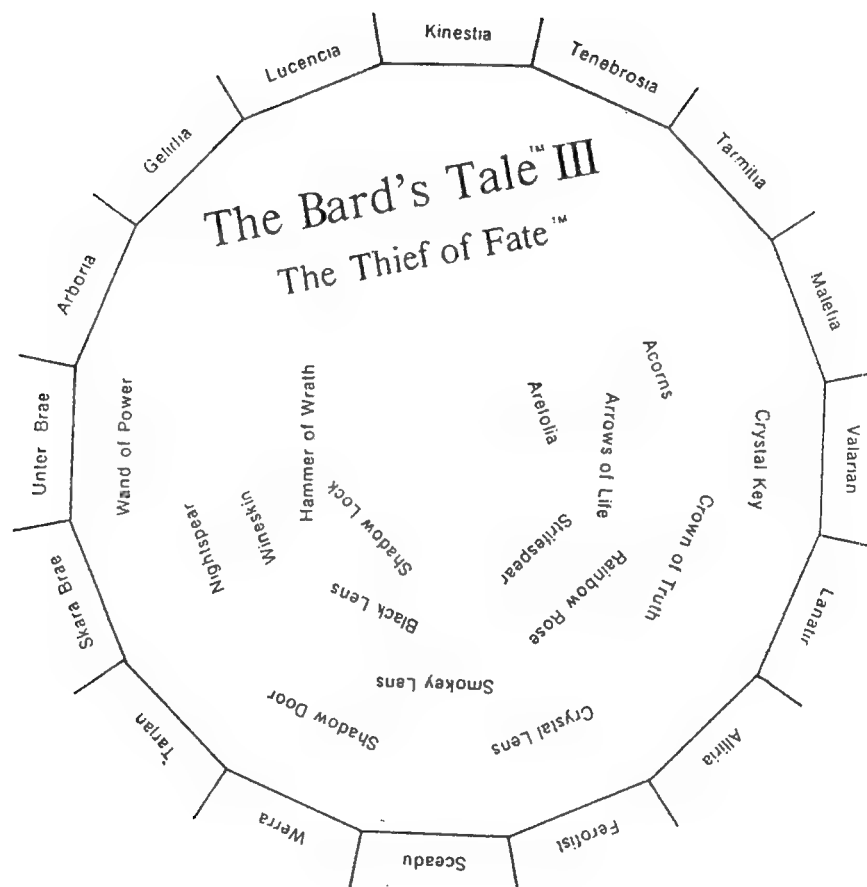 The Bard's Tale™ III
The Thief of Fate™
Kinestia
Tenebrosia
Tarmitia
Malefia
Valarian
Lanatir
Alliria
Ferofist
Sceadu
Werra
Tarjan
Skara Brae
Unter Brae
Arboria
Gelidia
Lucencia
Wand of Power
Nightspear
Wineskin
Hammer of Wrath
Shadow Lock
Black Lens
Smokey Lens
Shadow Door
Crystal Lens
Strifespear
Rainbow Rose
Arefolia
Arrows of Life
Acorns
Crown of Truth
Crystal Key